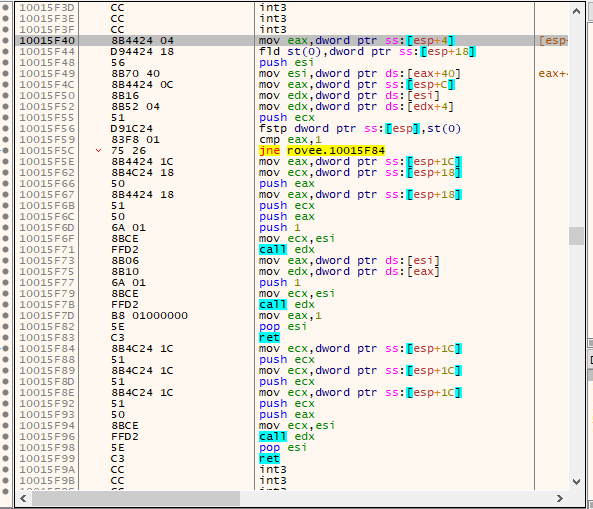 10015F3D CC int3
10015F3E CC int3
10015F3F CC int3
10015F40 8B4424 04 mov eax,dword ptr ss:[esp+4] [esp
10015F44 D94424 18 fld st(0),dword ptr ss:[esp+18]
10015F48 56 push esi
10015F49 8B70 40 mov esi,dword ptr ds:[eax+40] eax+
10015F4C 8B4424 0C mov eax,dword ptr ss:[esp+C]
10015F50 8B16 mov edx,dword ptr ds:[esi]
10015F52 8B52 04 mov edx,dword ptr ds:[edx+4]
10015F55 51 push ecx
10015F56 D91C24 fstp dword ptr ss:[esp],st(0)
10015F59 83F8 01 cmp eax,1
10015F5C 75 26 jne rovee.10015F84
10015F5E 8B4424 1C mov eax,dword ptr ss:[esp+1C]
10015F62 8B4C24 18 mov ecx,dword ptr ss:[esp+18]
10015F66 50 push eax
10015F67 8B4424 18 mov eax,dword ptr ss:[esp+18]
10015F6B 51 push ecx
10015F6C 50 push eax
10015F6D 6A 01 push 1
10015F6F 8BCE mov ecx,esi
10015F71 FFD2 call edx
10015F73 8B06 mov eax,dword ptr ds:[esi]
10015F75 8B10 mov edx,dword ptr ds:[eax]
10015F77 6A 01 push 1
10015F79 8BCE mov ecx,esi
10015F7B FFD2 call edx
10015F7D B8 01000000 mov eax,1
10015F82 5E pop esi
10015F83 C3 ret
10015F84 8B4C24 1C mov ecx,dword ptr ss:[esp+1C]
10015F88 51 push ecx
10015F89 8B4C24 1C mov ecx,dword ptr ss:[esp+1C]
10015F8D 51 push ecx
10015F8E 8B4C24 1C mov ecx,dword ptr ss:[esp+1C]
10015F92 51 push ecx
10015F93 50 push eax
10015F94 8BCE mov ecx,esi
10015F96 FFD2 call edx
10015F98 5E pop esi
10015F99 C3 ret
10015F9A CC int3
10015F9B CC int3
CC int3